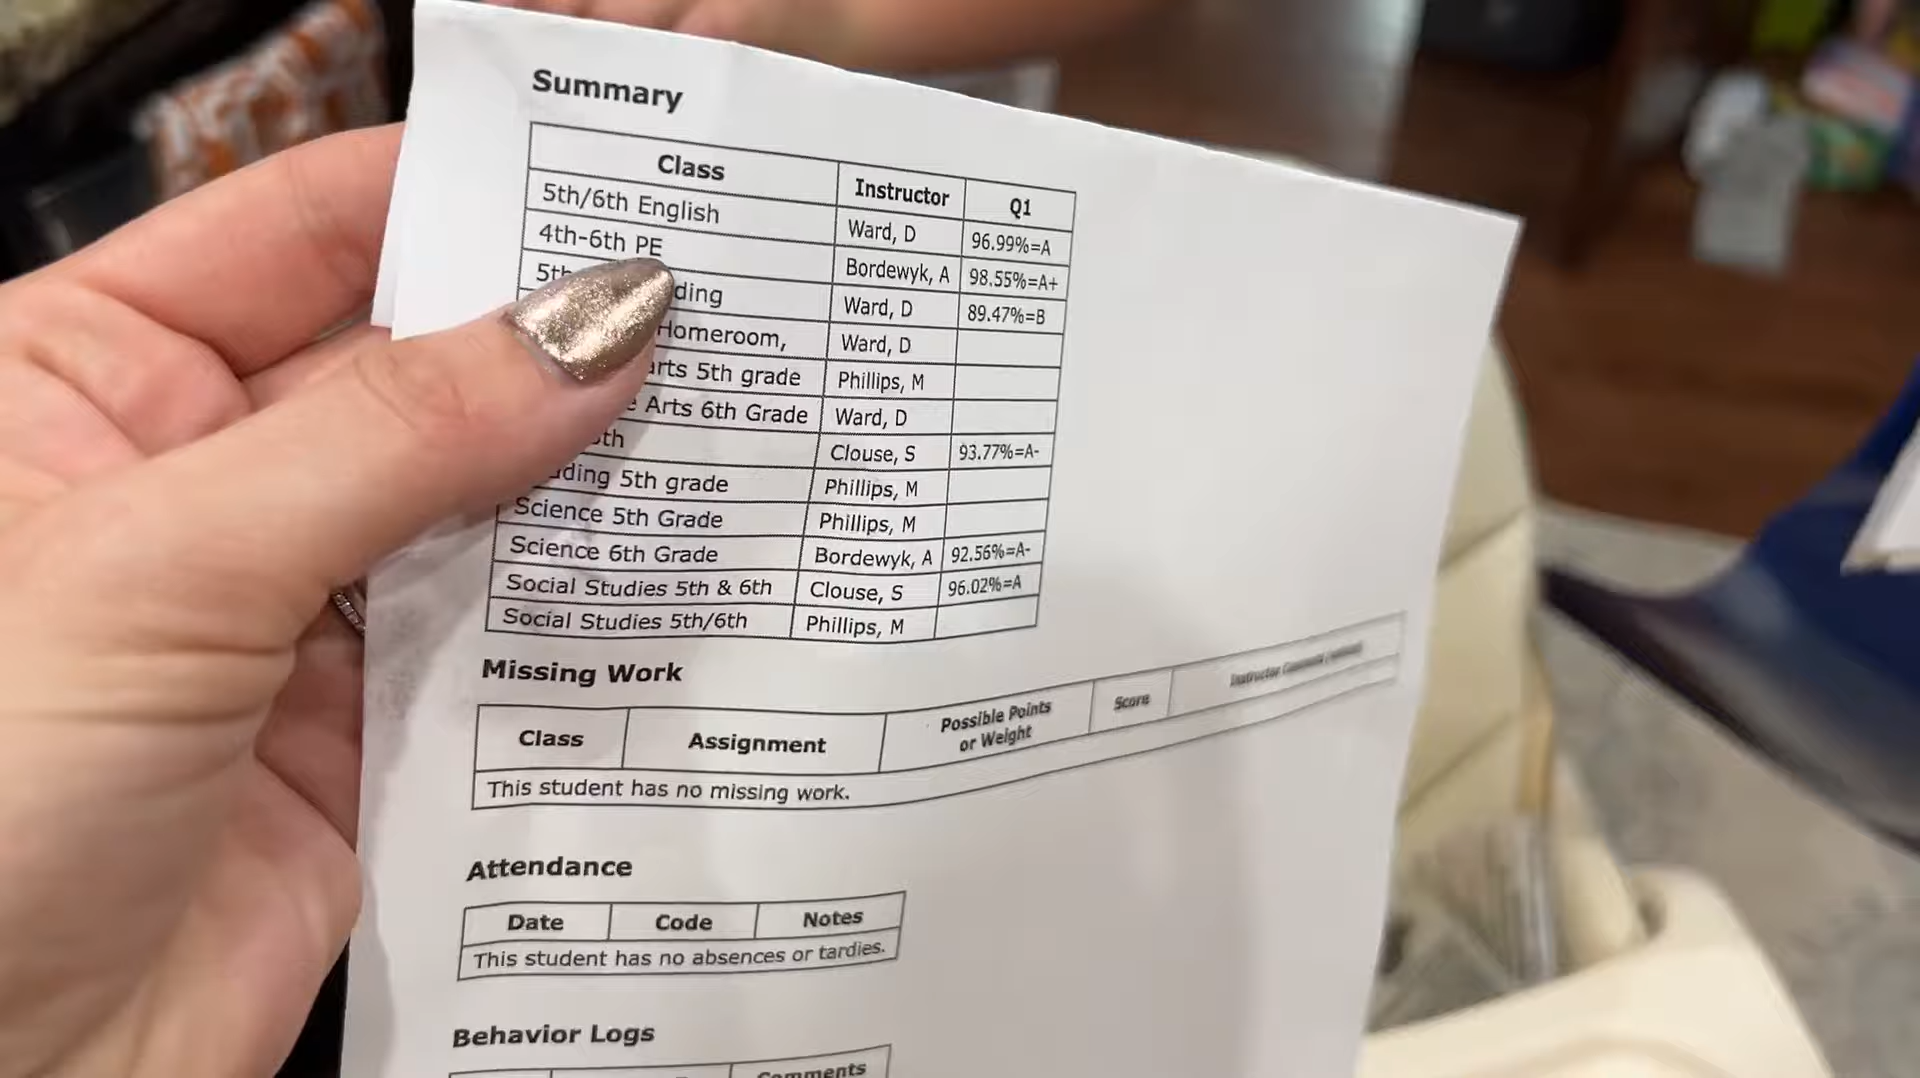 Summary
Class Instructor Q1
5th/6th English Ward, D 96.99%=A
4th-6th PE Bordewyk, A 98.55%=A+
5th ding Ward, D 89.47%=B
Homeroom, Ward, D
arts 5th grade Phillips, M
e Arts 6th Grade Ward, D
th Clouse, S 93.77%=A-
ding 5th grade Phillips, M
Science 5th Grade Phillips, M
Science 6th Grade Bordewyk, A 92.56%=A-
Social Studies 5th & 6th Clouse, S 96.02%=A
Social Studies 5th/6th Phillips, M
Missing Work
Class Assignment Possible Points or Weight Score Instructor
This student has no missing work.
Attendance
Date Code Notes
This student has no absences or tardies.
Behavior Logs
Comments